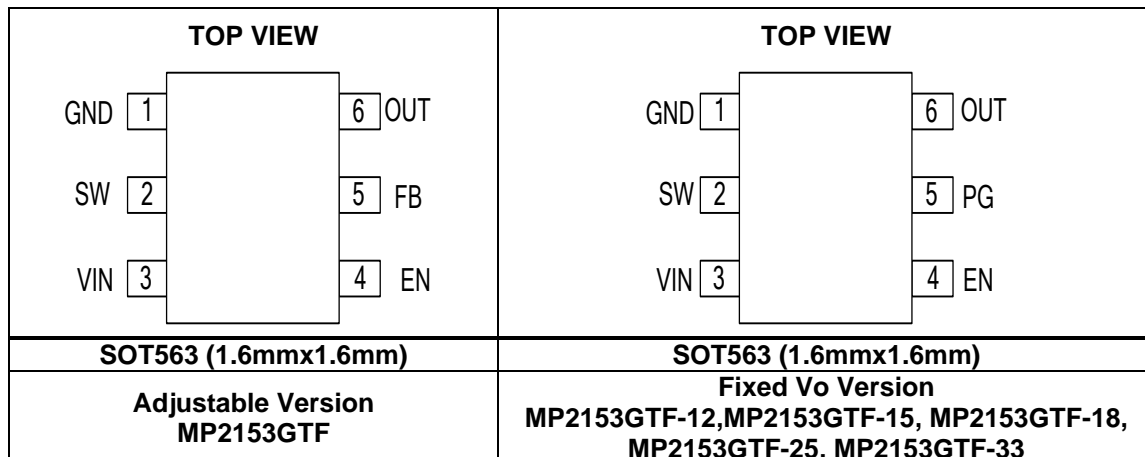 TOP VIEW
GND 1
6 OUT
SW 2
5 FB
VIN 3
4 EN
SOT563 (1.6mmx1.6mm)
Adjustable Version
MP2153GTF
TOP VIEW
GND 1
6 OUT
SW 2
5 PG
VIN 3
4 EN
SOT563 (1.6mmx1.6mm)
Fixed Vo Version
MP2153GTF-12,MP2153GTF-15, MP2153GTF-18,
MP2153GTF-25, MP2153GTF-33